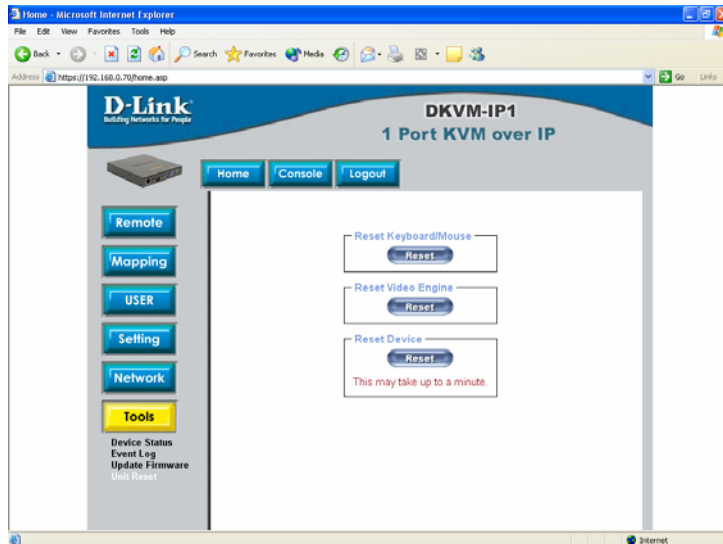 Home - Microsoft Internet Explorer
File Edit View Favorites Tools Help
Back Search Favorites Media
Address https://192.168.0.70/home.asp Go Links
D-Link
Building Networks for People
DKVM-IP1
1 Port KVM over IP
Home Console Logout
Remote
Mapping
USER
Setting
Network
Tools
Device Status
Event Log
Update Firmware
Unit Reset
Reset Keyboard/Mouse
Reset
Reset Video Engine
Reset
Reset Device
Reset
This may take up to a minute.
Internet